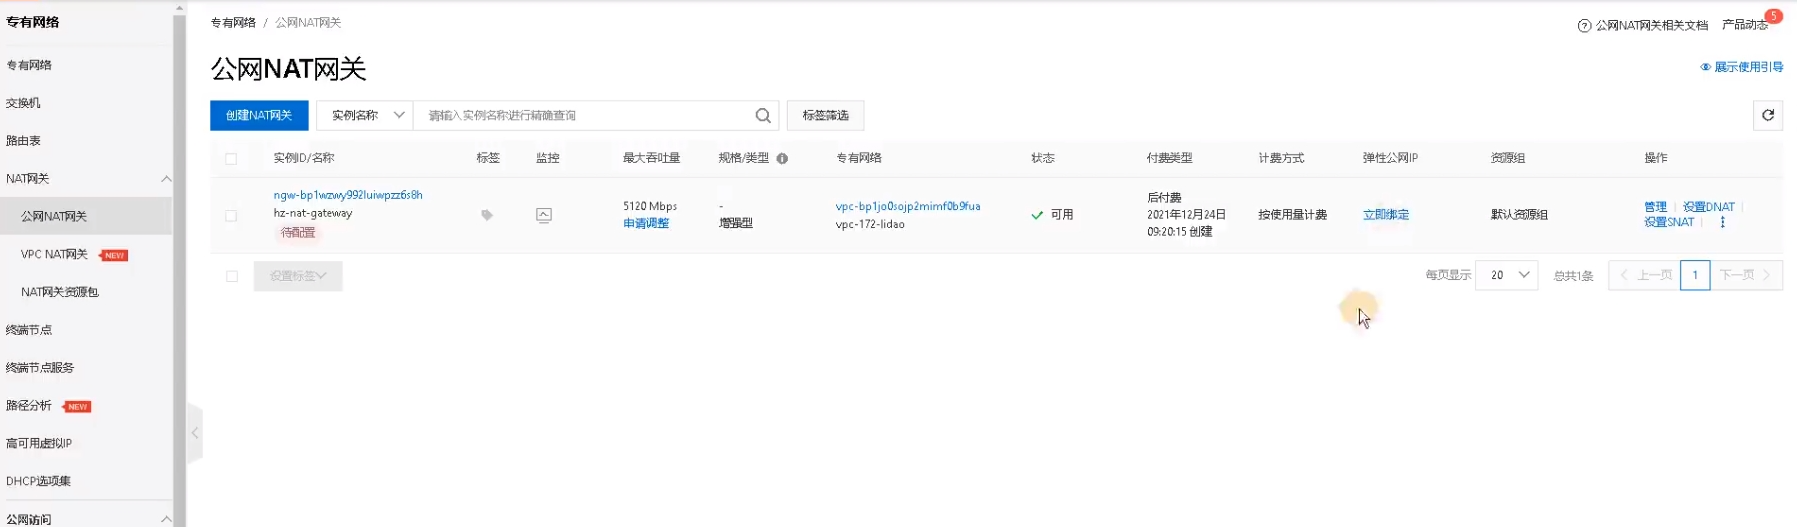 专有网络
专有网络
交换机
路由表
NAT网关
公网NAT网关
VPC NAT网关 NEW
NAT网关资源包
终端节点
终端节点服务
路径分析 NEW
高可用虚拟IP
DHCP选项集
公网访问
专有网络 / 公网NAT网关
公网NAT网关相关文档 产品动态 5
公网NAT网关
展示使用引导
创建NAT网关 实例名称 请输入实例名称进行精确查询 标签筛选
实例ID/名称 标签 监控 最大吞吐量 规格/类型 专有网络 状态 付费类型 计费方式 弹性公网IP 资源组 操作
ngw-bp1wzwy992luiwpzz6s8h
hz-nat-gateway
待配置
5120 Mbps
申请调整
-
增强型
vpc-bp1jo0sojp2mimf0b9fua
vpc-172-lidao
可用
后付费
2021年12月24日
09:20:15 创建
按使用量计费
立即绑定
默认资源组
管理 | 设置DNAT |
设置SNAT |
设置标签
每页显示 20 总共1条 上一页 1 下一页